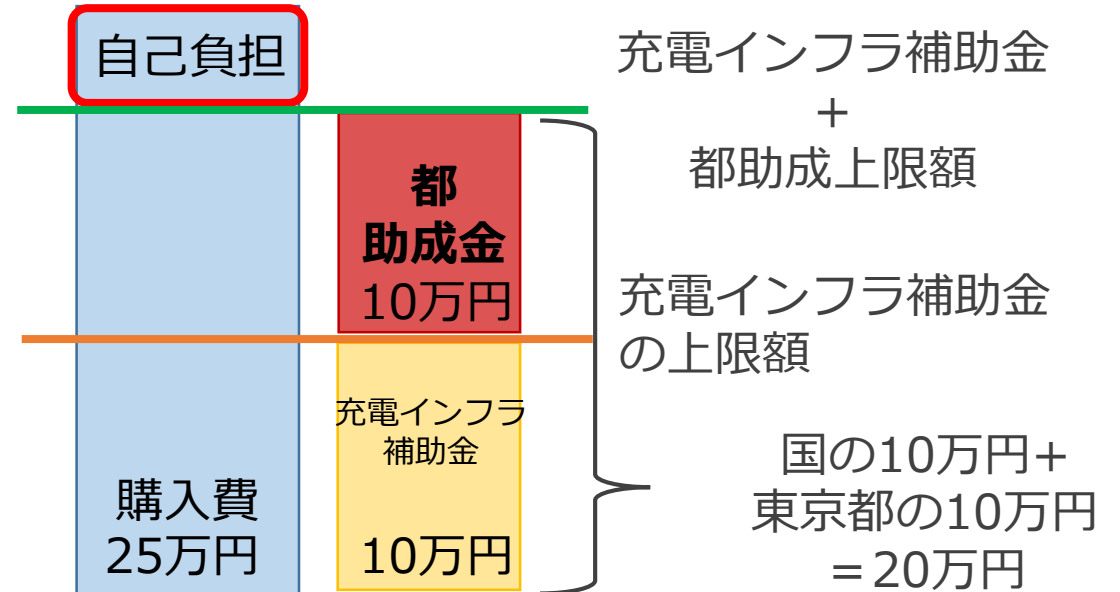 自己負担
購入費
25万円
都
助成金
10万円
充電インフラ
補助金
10万円
充電インフラ補助金
+
都助成上限額
充電インフラ補助金
の上限額
国の10万円+
東京都の10万円
=20万円